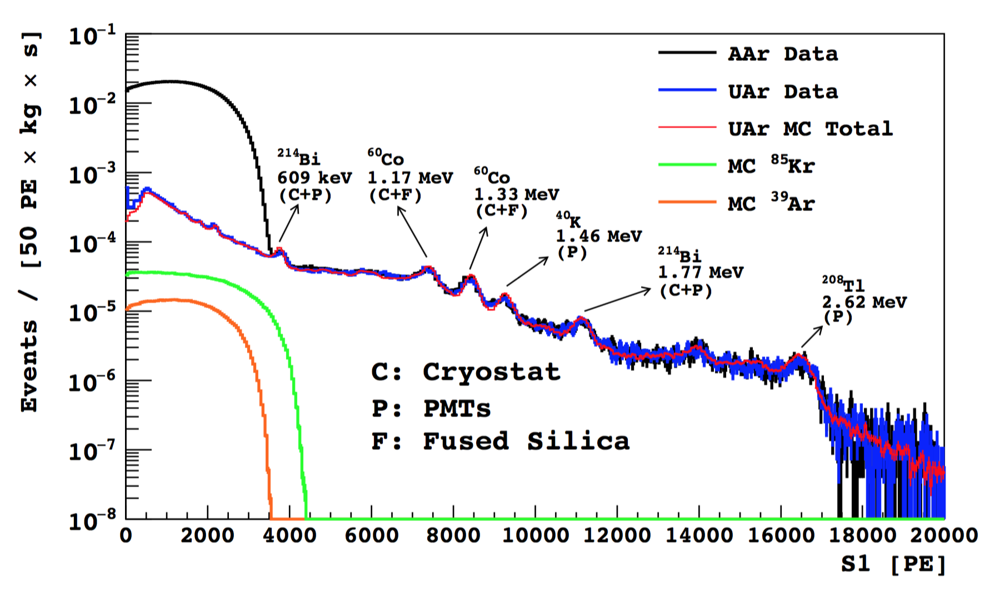 Events / [50 PE × kg × s]
10⁻¹
10⁻²
10⁻³
10⁻⁴
10⁻⁵
10⁻⁶
10⁻⁷
10⁻⁸
AAr Data
UAr Data
UAr MC Total
MC ⁸⁵Kr
MC ³⁹Ar
²¹⁴Bi
609 keV
(C+P)
⁶⁰Co
1.17 MeV
(C+F)
⁶⁰Co
1.33 MeV
(C+F)
⁴⁰K
1.46 MeV
(P)
²¹⁴Bi
1.77 MeV
(C+P)
²⁰⁸Tl
2.62 MeV
(P)
C: Cryostat
P: PMTs
F: Fused Silica
0 2000 4000 6000 8000 10000 12000 14000 16000 18000 20000
S1 [PE]